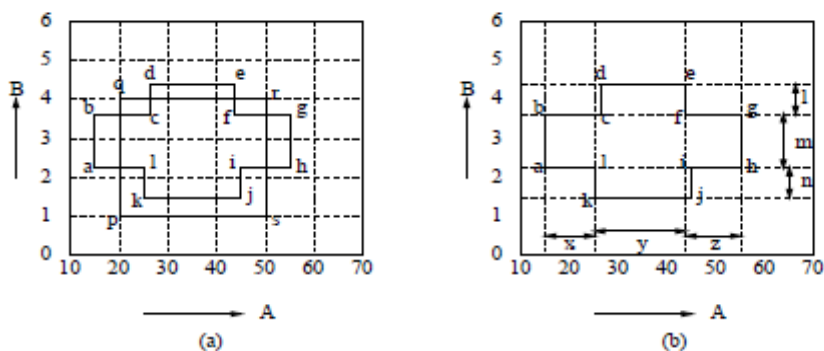 6 6
5 5
d e d e
B q r B l
4 4
b c f g b c f g
3 3 m
a l i h a l i h
2 2 n
k j k j
1 1
p s x y z
0 0
10 20 30 40 50 60 70 10 20 30 40 50 60 70
A A
(a) (b)